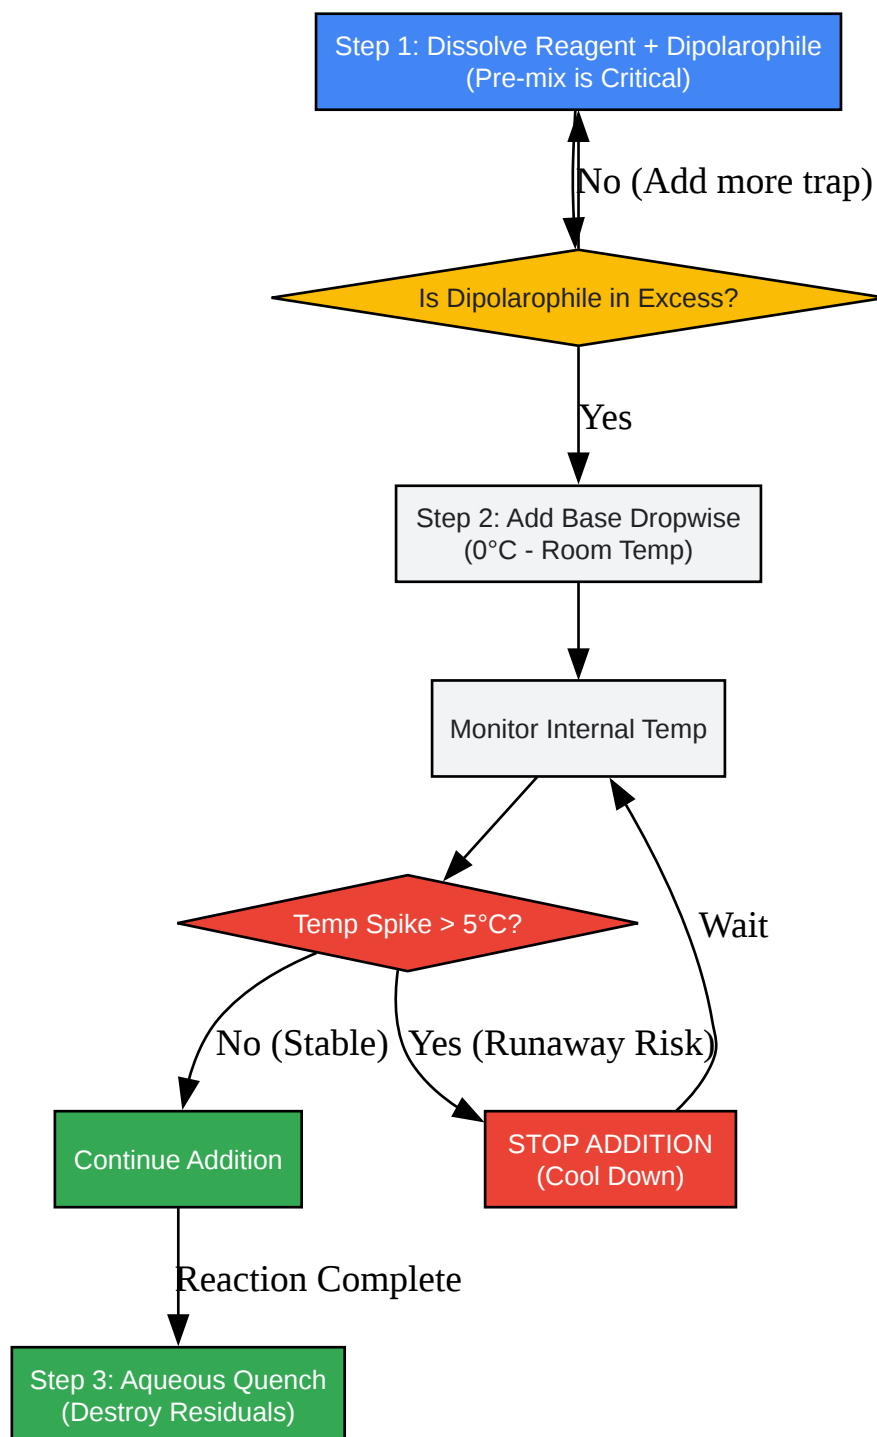 Step 1: Dissolve Reagent + Dipolarophile
(Pre-mix is Critical)
No (Add more trap)
Is Dipolarophile in Excess?
Yes
Step 2: Add Base Dropwise
(0°C - Room Temp)
Monitor Internal Temp
Temp Spike > 5°C?
Wait
No (Stable)
Yes (Runaway Risk)
Continue Addition
STOP ADDITION
(Cool Down)
Reaction Complete
Step 3: Aqueous Quench
(Destroy Residuals)